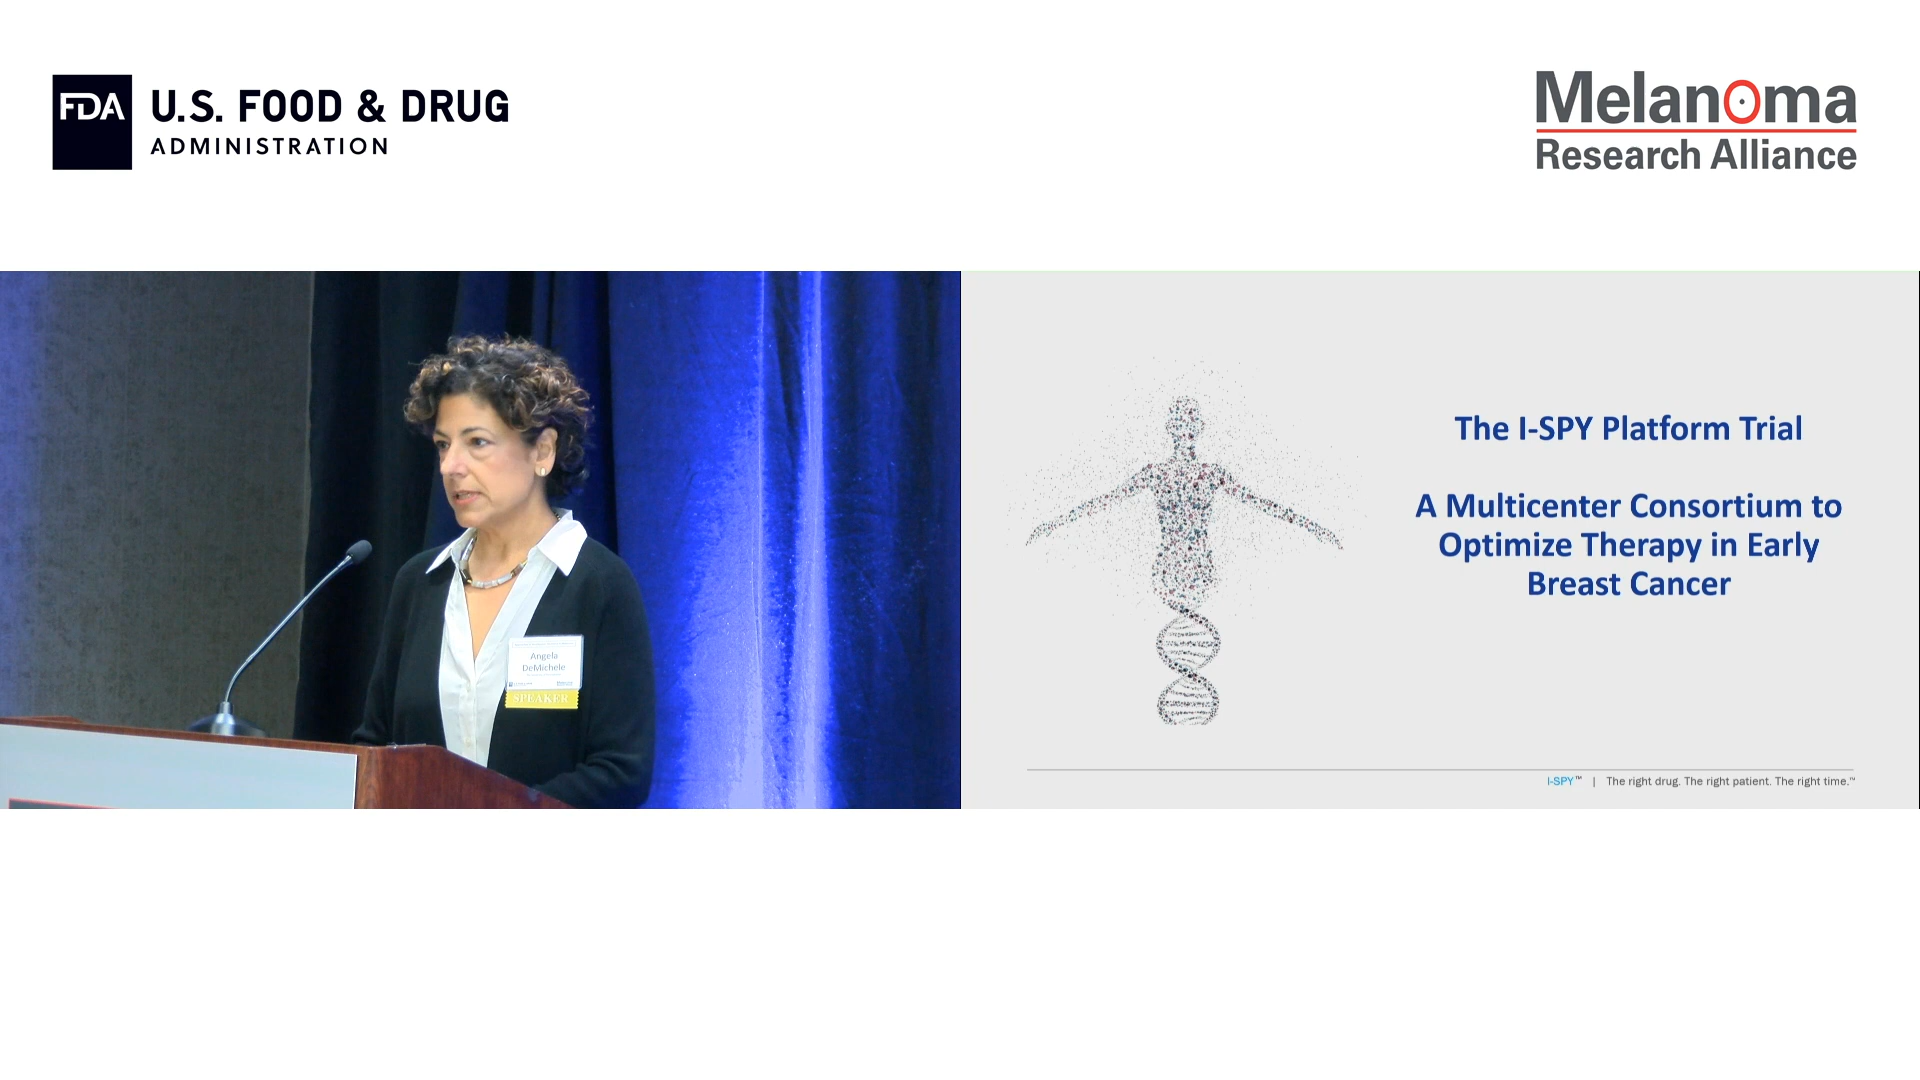 FDA
U.S. FOOD & DRUG
ADMINISTRATION
Melanoma
Research Alliance
Angela
DeMichele
SPEAKER
The I-SPY Platform Trial
A Multicenter Consortium to
Optimize Therapy in Early
Breast Cancer
I-SPY™ | The right drug. The right patient. The right time.™